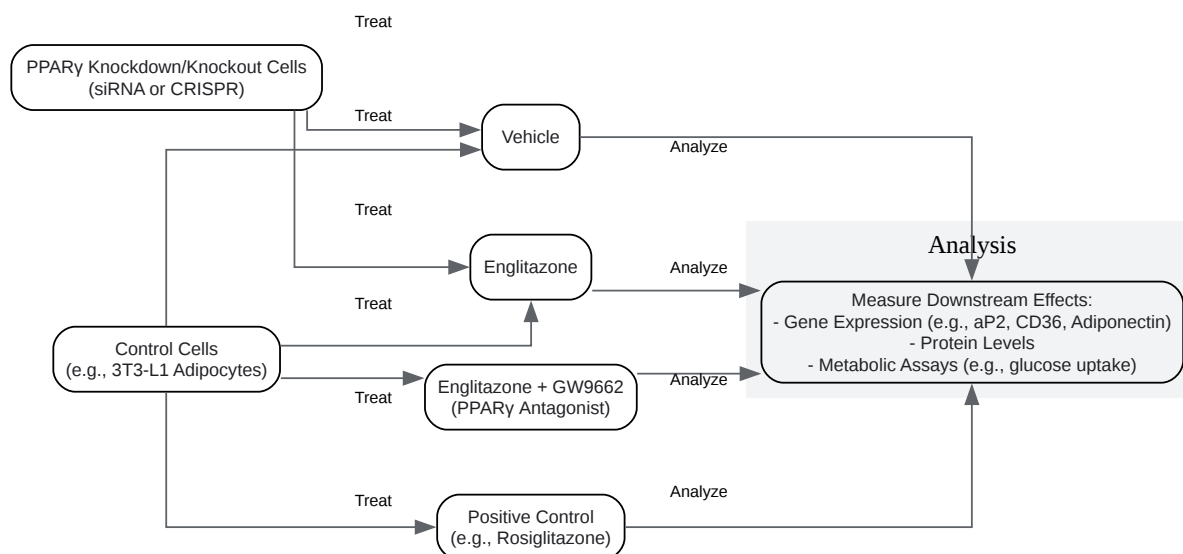 Treat
PPARγ Knockdown/Knockout Cells
(siRNA or CRISPR)
Treat
Vehicle
Analyze
Treat
Analysis
Englitazone
Analyze
Treat
Measure Downstream Effects:
- Gene Expression (e.g., aP2, CD36, Adiponectin)
- Protein Levels
- Metabolic Assays (e.g., glucose uptake)
Control Cells
(e.g., 3T3-L1 Adipocytes)
Englitazone + GW9662
(PPARγ Antagonist)
Analyze
Treat
Treat
Analyze
Positive Control
(e.g., Rosiglitazone)